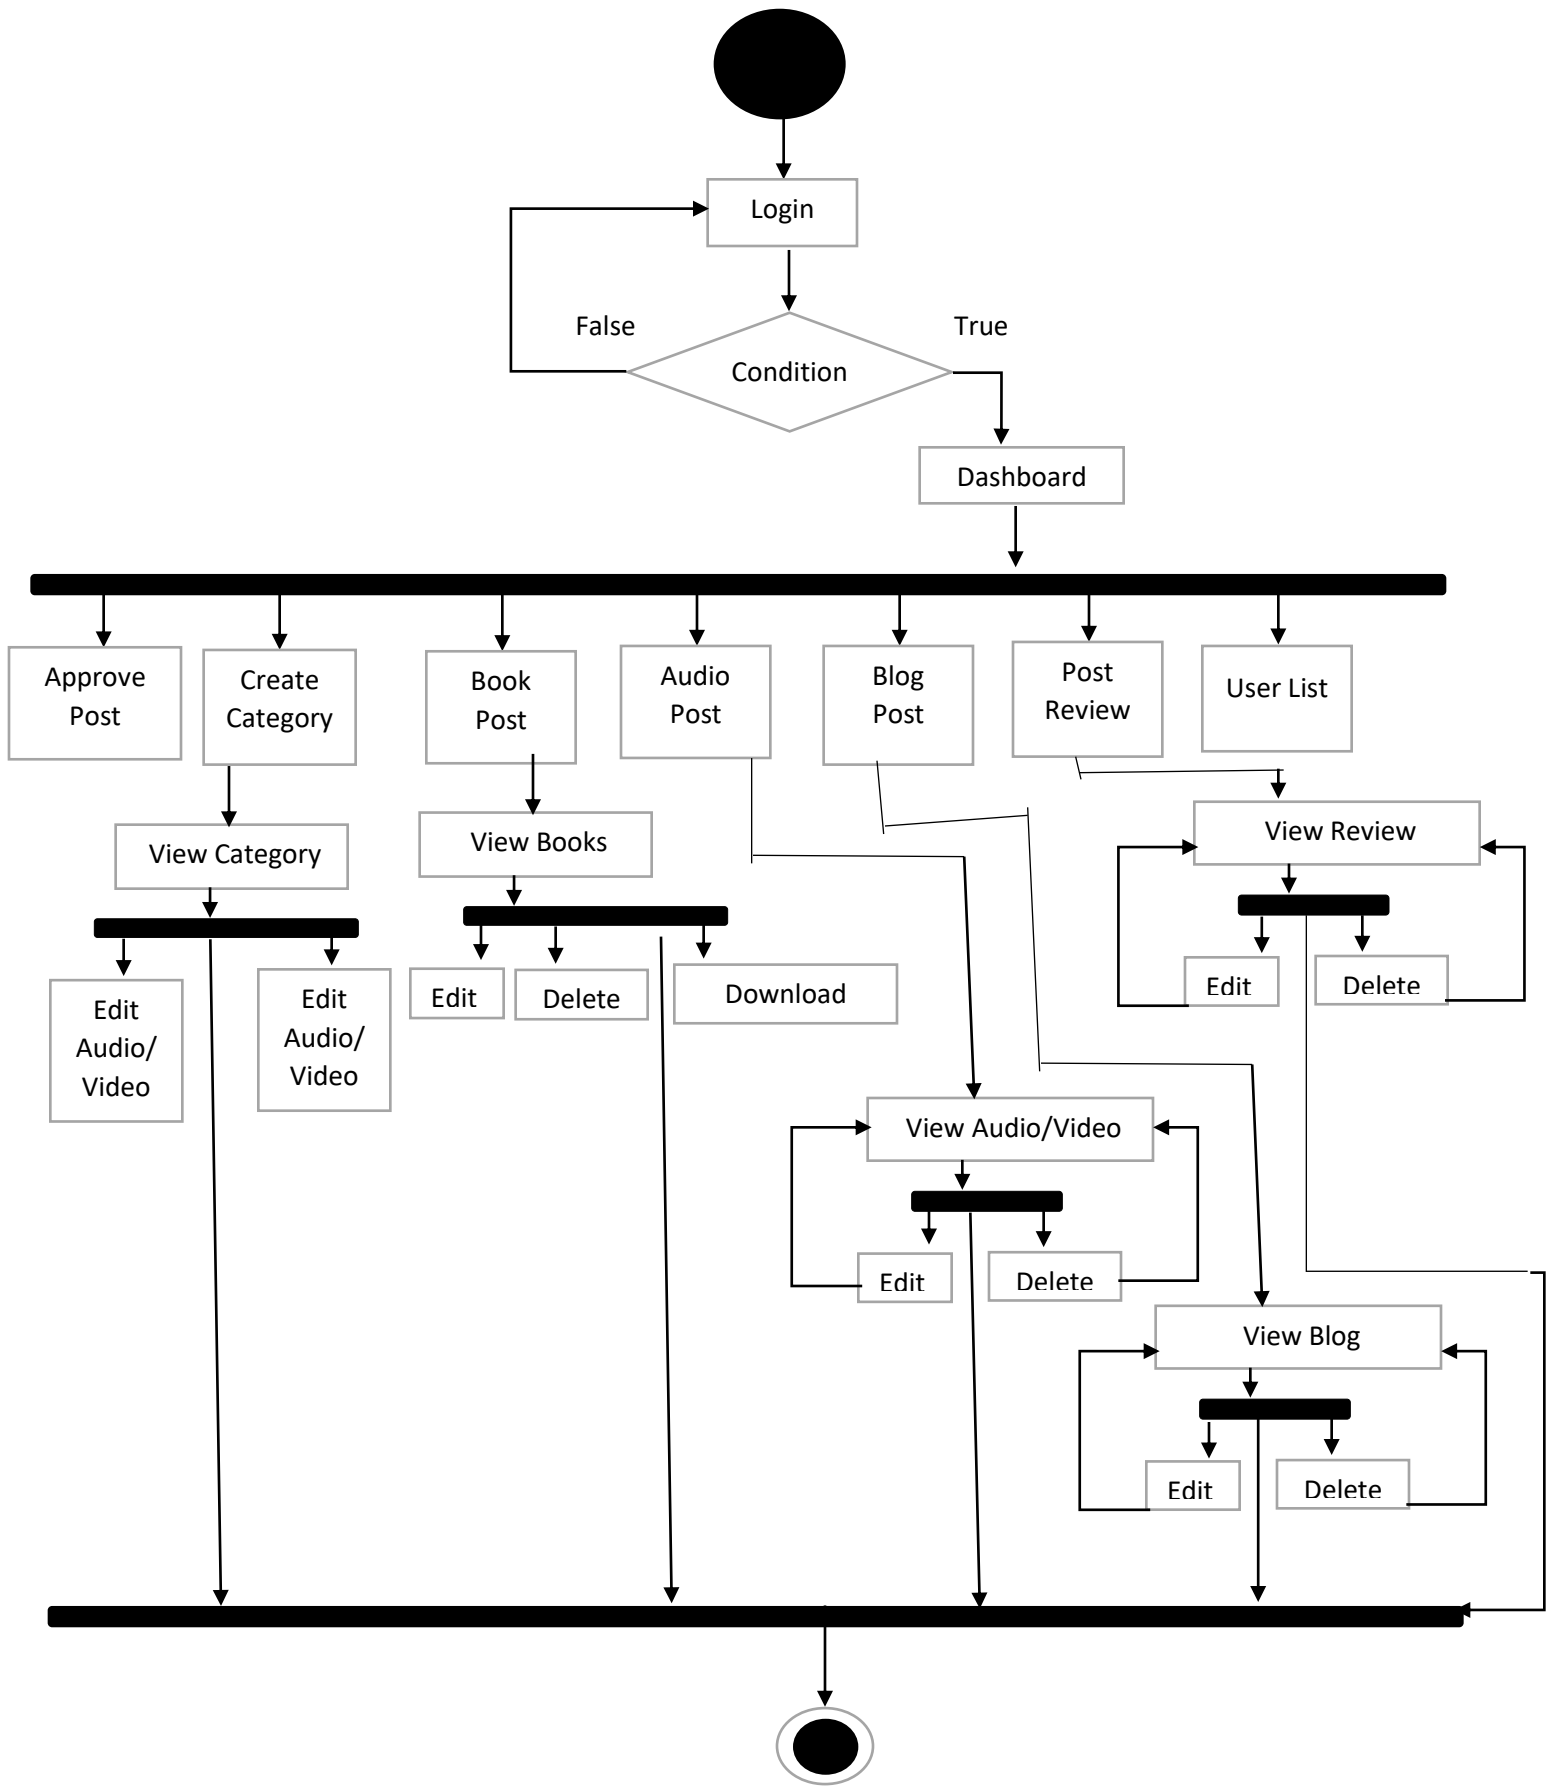 Login
False
True
Condition
Dashboard
Approve
Post
Create
Category
Book
Post
Audio
Post
Blog
Post
Post
Review
User List
View Category
View Books
View Review
Edit
Audio/
Video
Edit
Audio/
Video
Edit
Delete
Download
Edit
Delete
View Audio/Video
Edit
Delete
View Blog
Edit
Delete